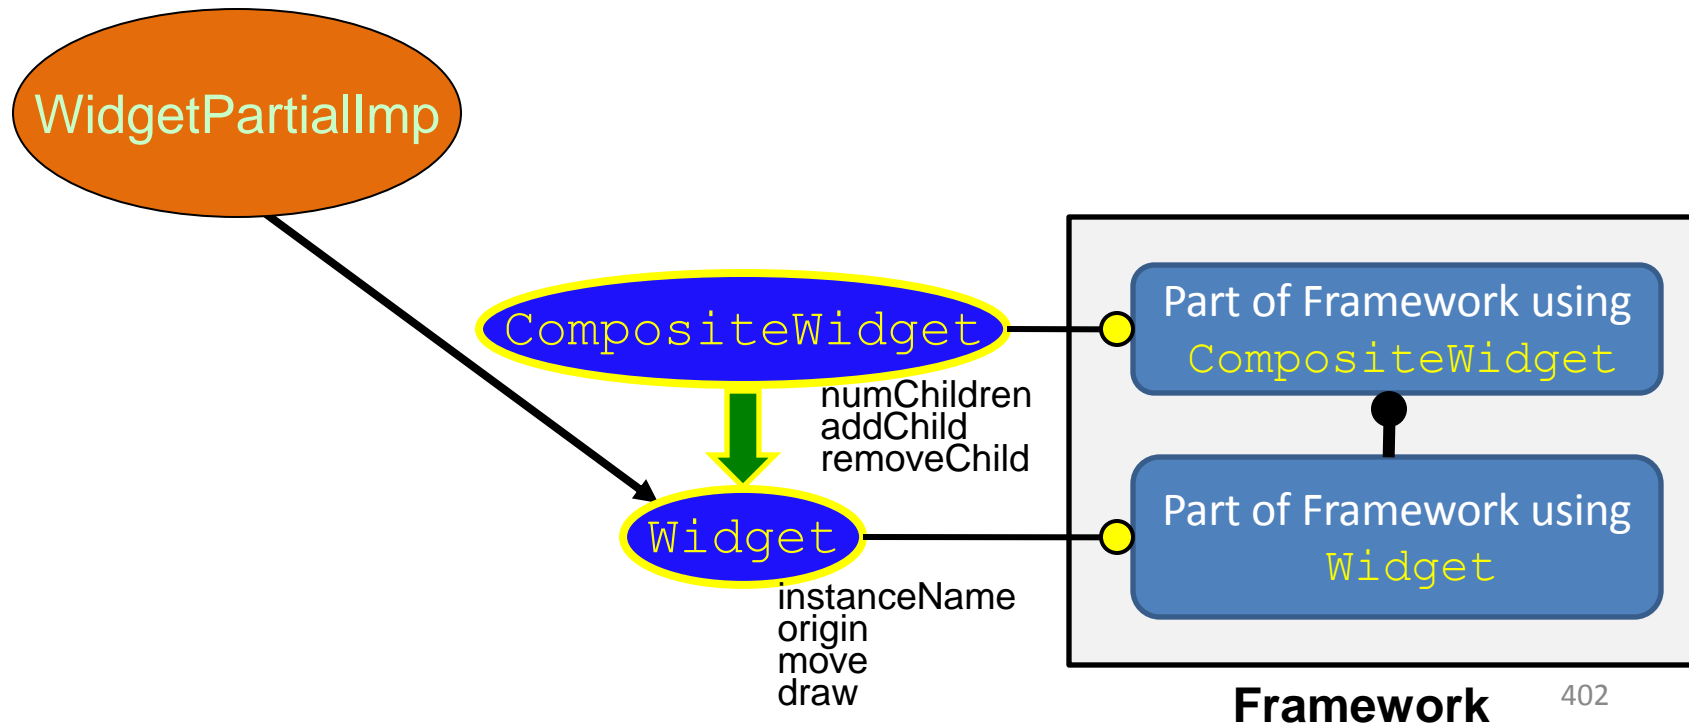 WidgetPartialImp
CompositeWidget
numChildren
addChild
removeChild
Widget
instanceName
origin
move
draw
Part of Framework using
CompositeWidget
Part of Framework using
Widget
Framework
402